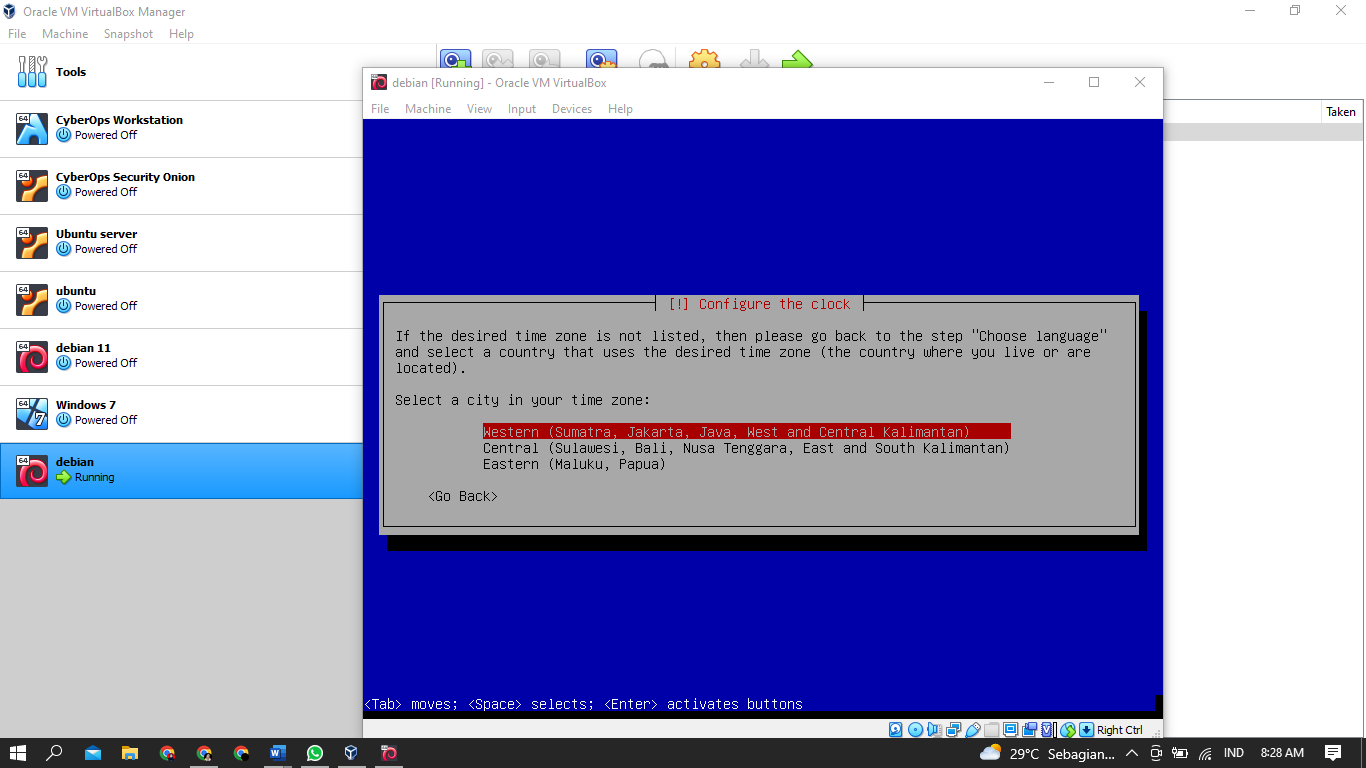 Oracle VM VirtualBox Manager
File Machine Snapshot Help
Tools
64
CyberOps Workstation
Powered Off
64
CyberOps Security Onion
Powered Off
64
Ubuntu server
Powered Off
64
ubuntu
Powered Off
64
debian 11
Powered Off
64
7
Windows 7
Powered Off
64
debian
Running
Taken
debian [Running] - Oracle VM VirtualBox
File Machine View Input Devices Help
[!] Configure the clock
If the desired time zone is not listed, then please go back to the step "Choose language"
and select a country that uses the desired time zone (the country where you live or are
located).
Select a city in your time zone:
Western (Sumatra, Jakarta, Java, West and Central Kalimantan)
Central (Sulawesi, Bali, Nusa Tenggara, East and South Kalimantan)
Eastern (Maluku, Papua)
<Go Back>
<Tab> moves; <Space> selects; <Enter> activates buttons
Right Ctrl
29°C Sebagian... IND 8:28 AM